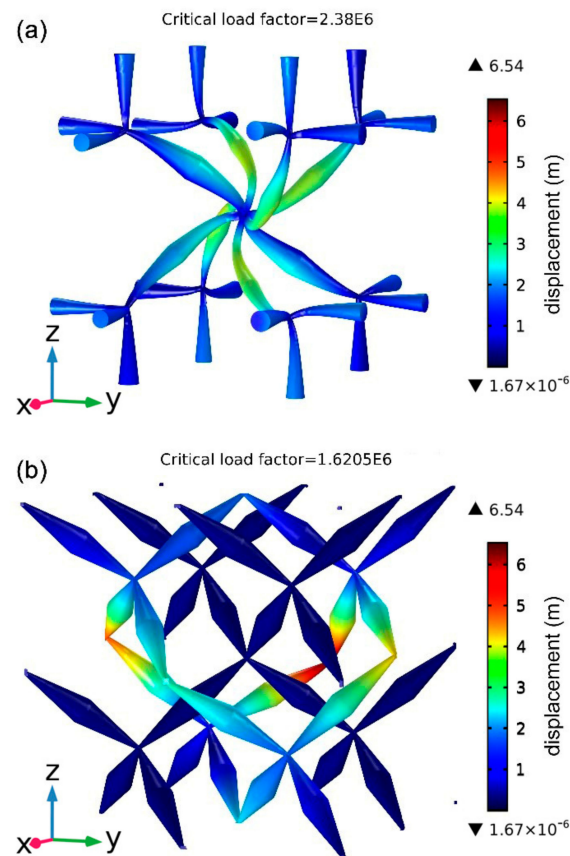 (a)
Critical load factor=2.38E6
▲ 6.54
6
5
4
3
2
1
displacement (m)
▼ 1.67×10⁻⁶
z
x
y
(b)
Critical load factor=1.6205E6
▲ 6.54
6
5
4
3
2
1
displacement (m)
▼ 1.67×10⁻⁶
z
x
y